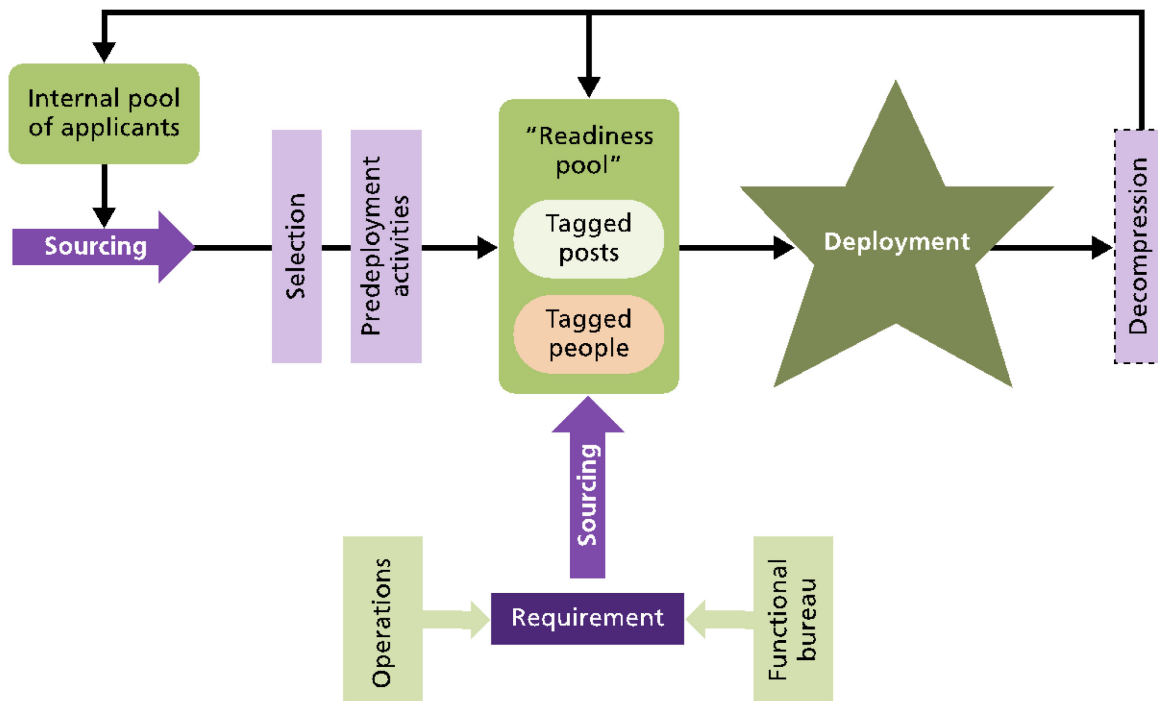 Internal pool
of applicants
Sourcing
Selection
Predeployment
activities
“Readiness
pool”
Tagged
posts
Tagged
people
Deployment
Decompression
Sourcing
Operations
Requirement
Functional
bureau